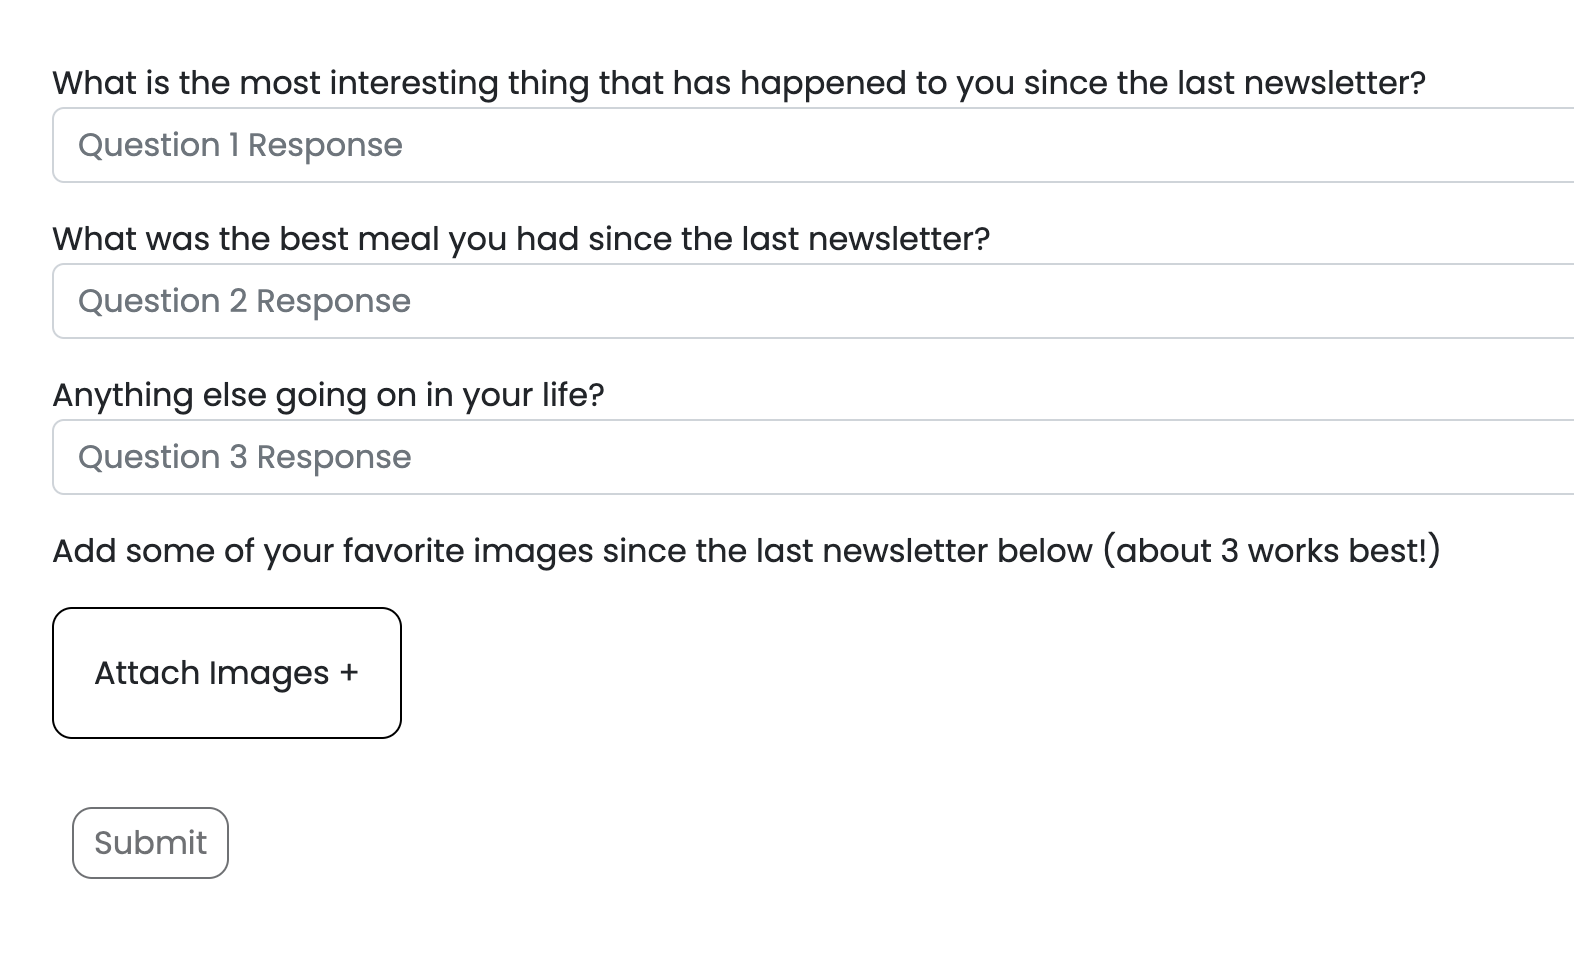 What is the most interesting thing that has happened to you since the last newsletter?
Question 1 Response
What was the best meal you had since the last newsletter?
Question 2 Response
Anything else going on in your life?
Question 3 Response
Add some of your favorite images since the last newsletter below (about 3 works best!)
Attach Images +
Submit